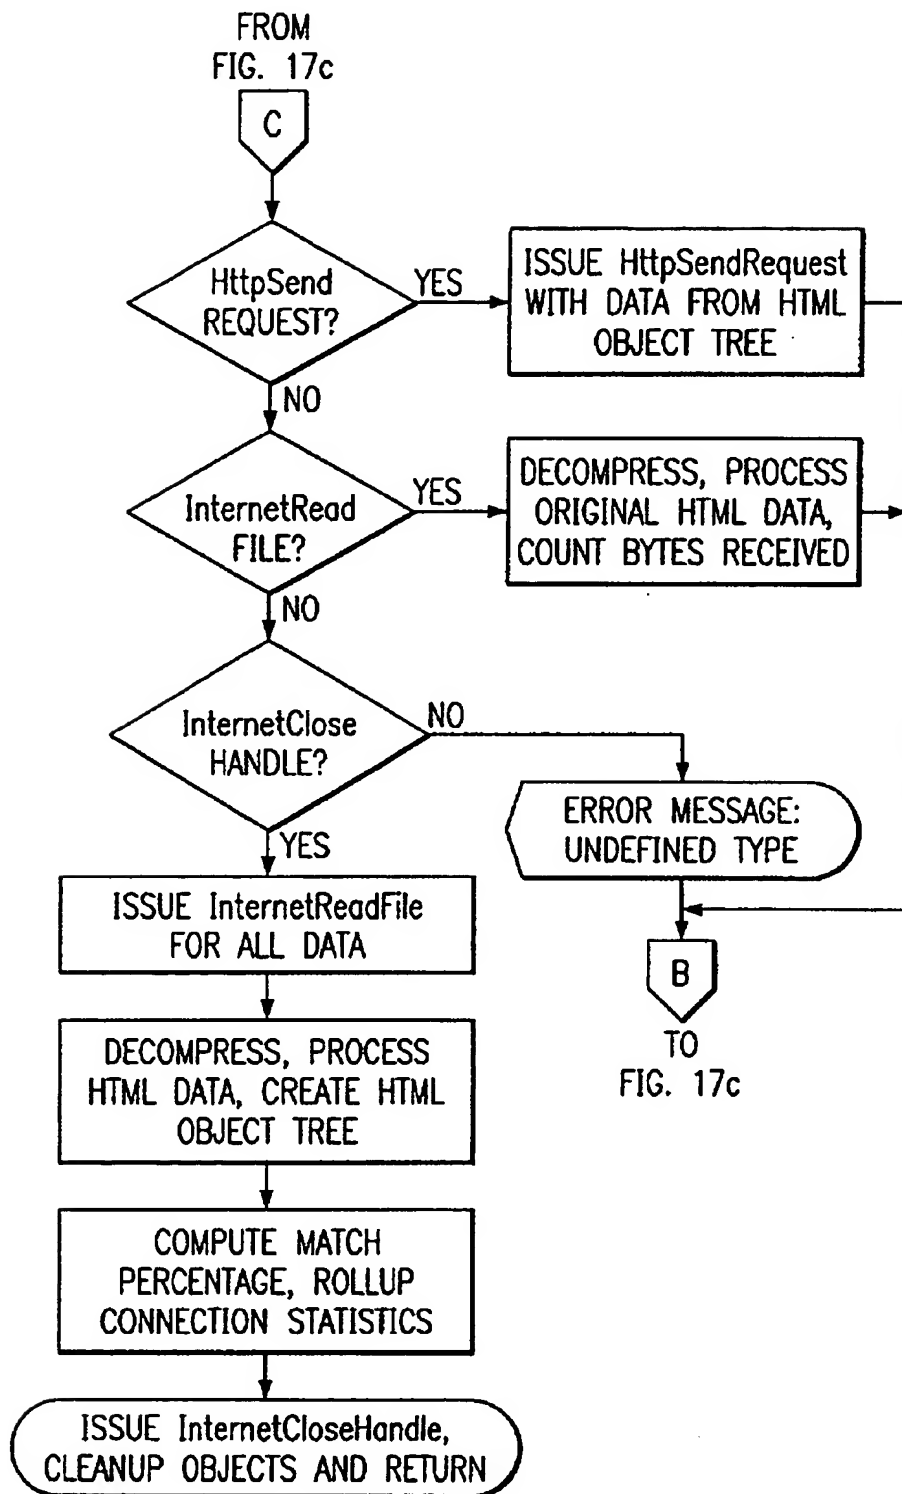 FROM
FIG. 17c
C
HttpSend
REQUEST?
YES
ISSUE HttpSendRequest
WITH DATA FROM HTML
OBJECT TREE
NO
InternetRead
FILE?
YES
DECOMPRESS, PROCESS
ORIGINAL HTML DATA,
COUNT BYTES RECEIVED
NO
InternetClose
HANDLE?
NO
ERROR MESSAGE:
UNDEFINED TYPE
B
TO
FIG. 17c
YES
ISSUE InternetReadFile
FOR ALL DATA
DECOMPRESS, PROCESS
HTML DATA, CREATE HTML
OBJECT TREE
COMPUTE MATCH
PERCENTAGE, ROLLUP
CONNECTION STATISTICS
ISSUE InternetCloseHandle,
CLEANUP OBJECTS AND RETURN